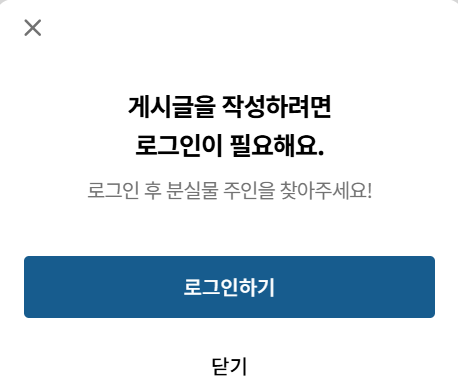 게시글을 작성하려면
로그인이 필요해요.
로그인 후 분실물 주인을 찾아주세요!
로그인하기
닫기